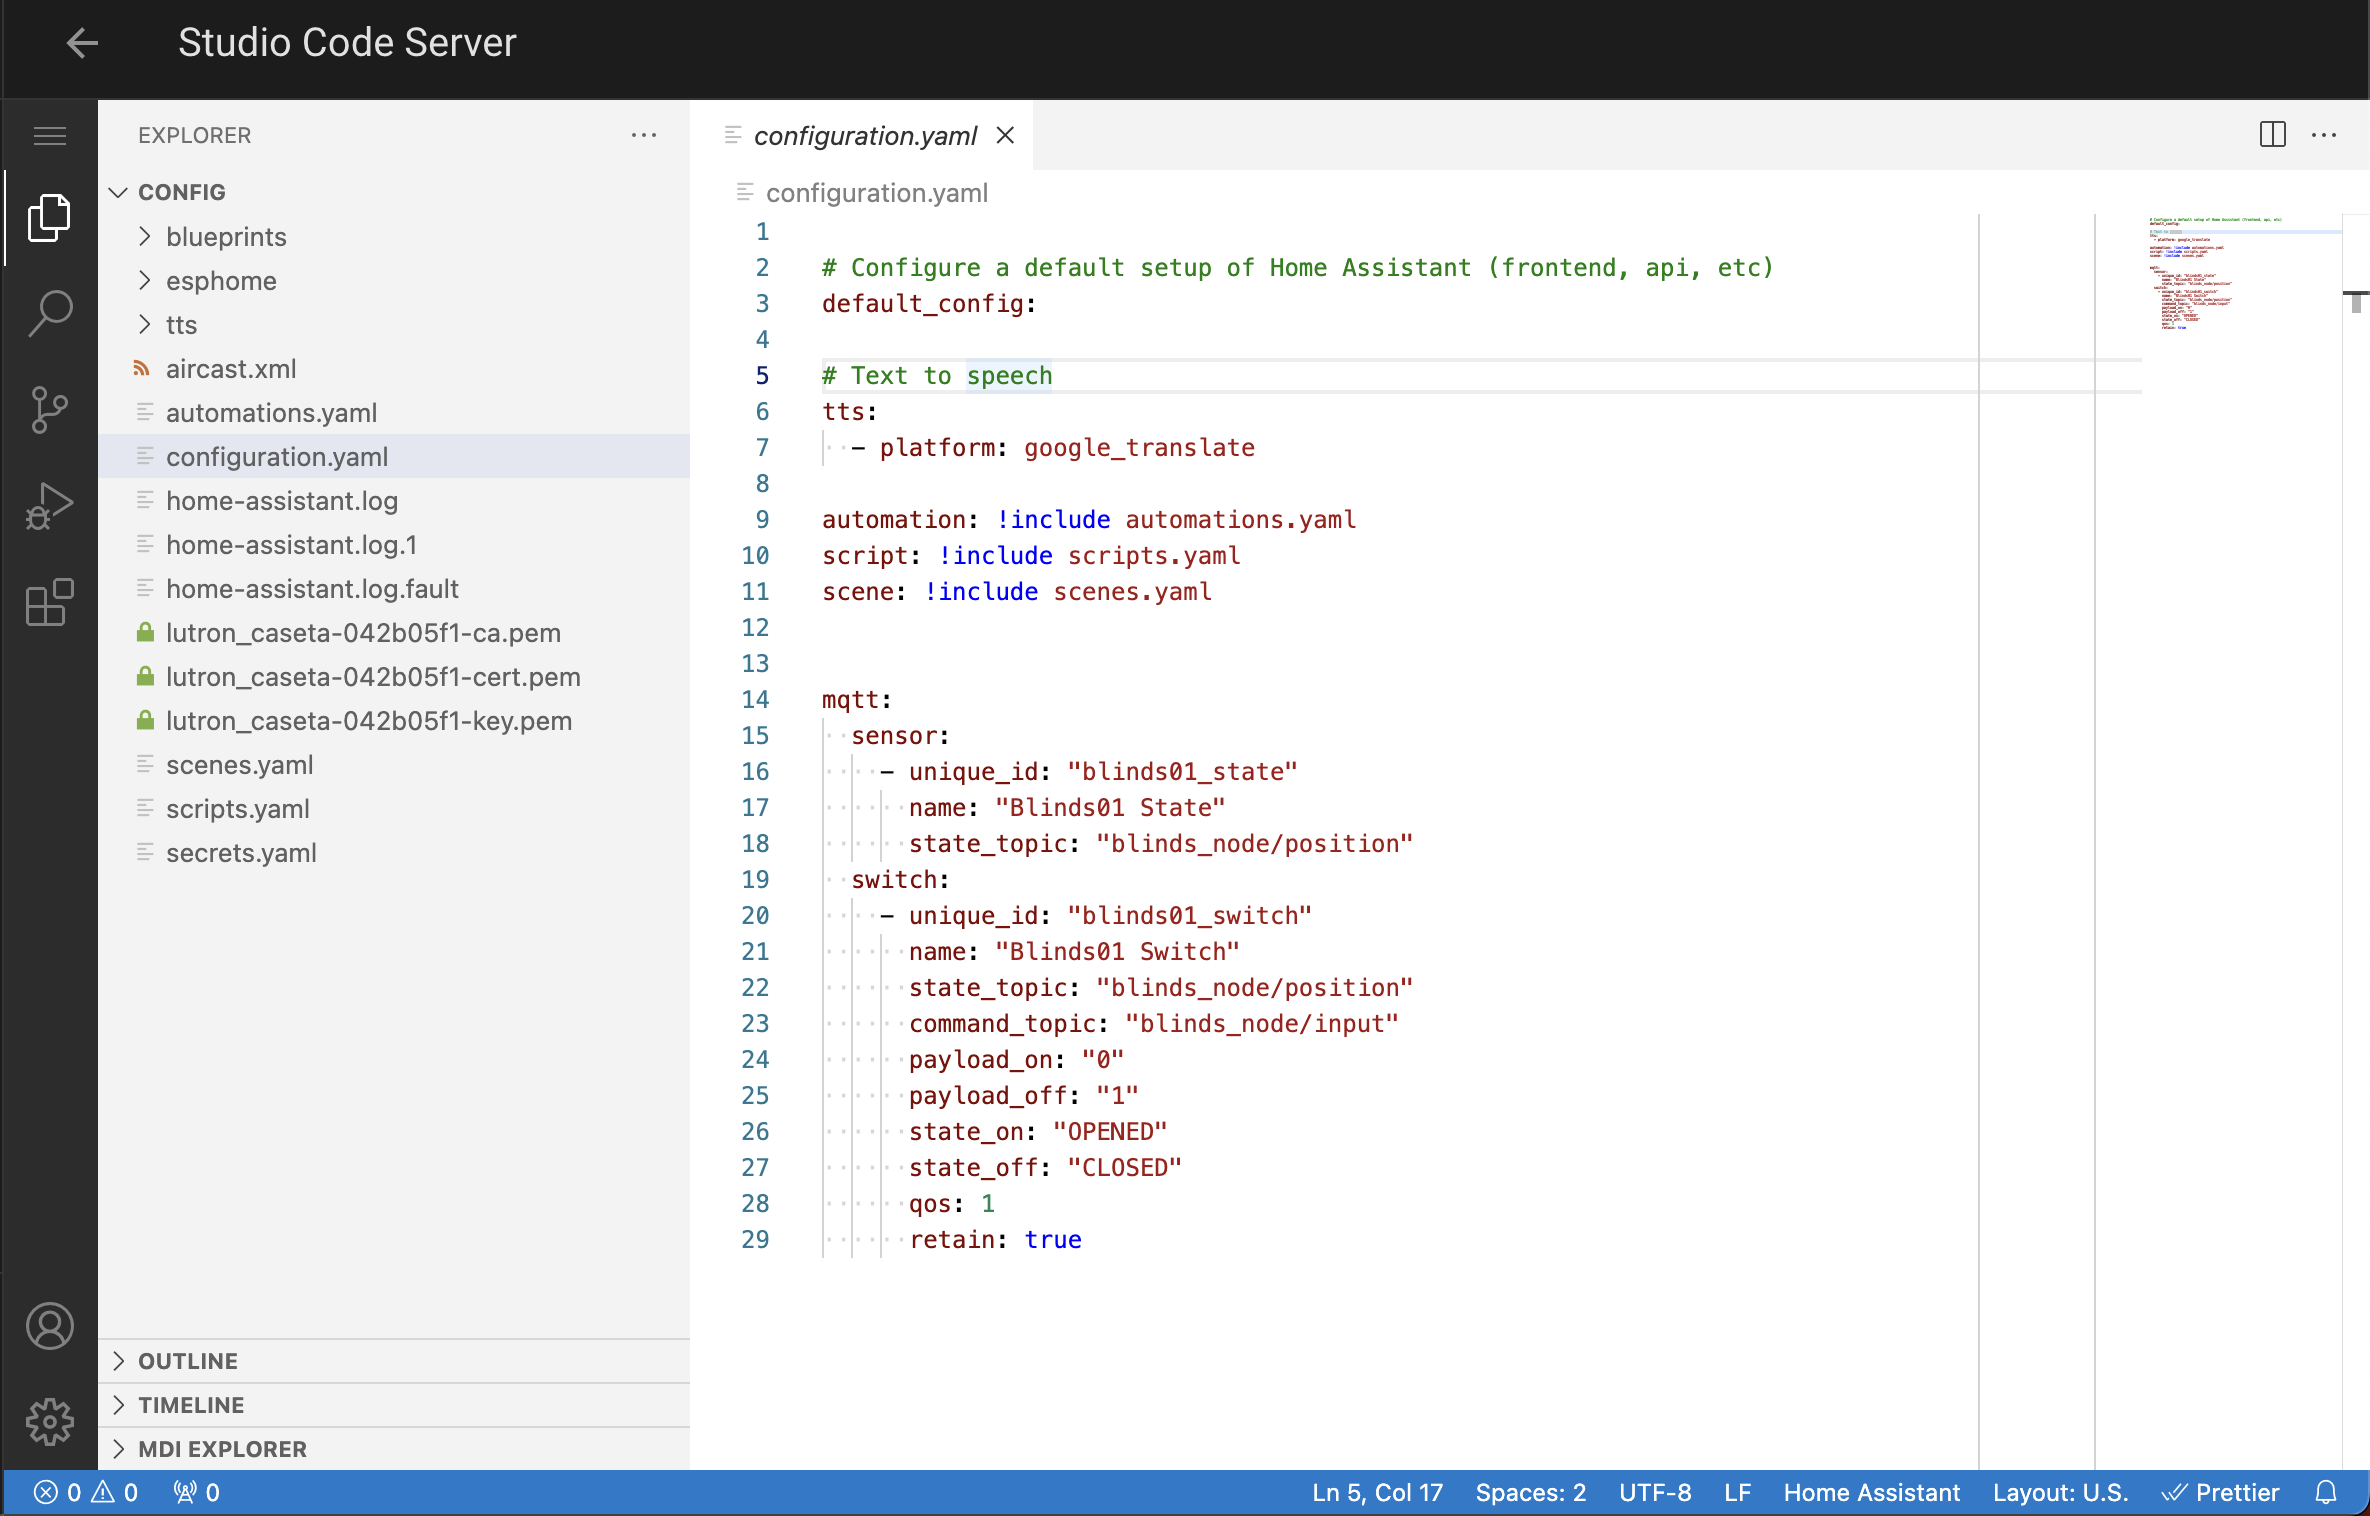 Studio Code Server
EXPLORER
CONFIG
blueprints
esphome
tts
aircast.xml
automations.yaml
configuration.yaml
home-assistant.log
home-assistant.log.1
home-assistant.log.fault
lutron_caseta-042b05f1-ca.pem
lutron_caseta-042b05f1-cert.pem
lutron_caseta-042b05f1-key.pem
scenes.yaml
scripts.yaml
secrets.yaml
OUTLINE
TIMELINE
MDI EXPLORER
configuration.yaml
configuration.yaml
1
2 # Configure a default setup of Home Assistant (frontend, api, etc)
3 default_config:
4
5 # Text to speech
6 tts:
7   - platform: google_translate
8
9 automation: !include automations.yaml
10 script: !include scripts.yaml
11 scene: !include scenes.yaml
12
13
14 mqtt:
15   sensor:
16     - unique_id: "blinds01_state"
17       name: "Blinds01 State"
18       state_topic: "blinds_node/position"
19   switch:
20     - unique_id: "blinds01_switch"
21       name: "Blinds01 Switch"
22       state_topic: "blinds_node/position"
23       command_topic: "blinds_node/input"
24       payload_on: "0"
25       payload_off: "1"
26       state_on: "OPENED"
27       state_off: "CLOSED"
28       qos: 1
29       retain: true
0 0 0 Ln 5, Col 17 Spaces: 2 UTF-8 LF Home Assistant Layout: U.S. Prettier